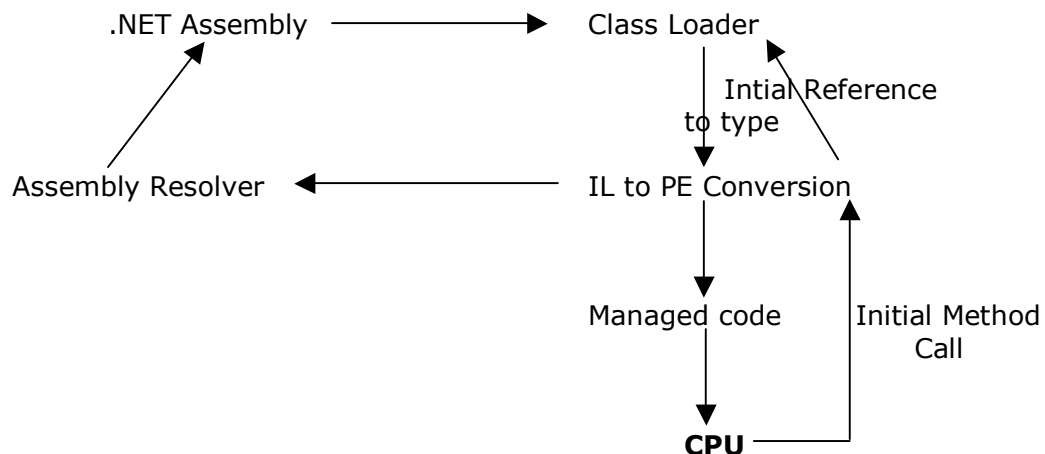 .NET Assembly
Class Loader
Intial Reference
to type
Assembly Resolver
IL to PE Conversion
Managed code
Initial Method
Call
CPU